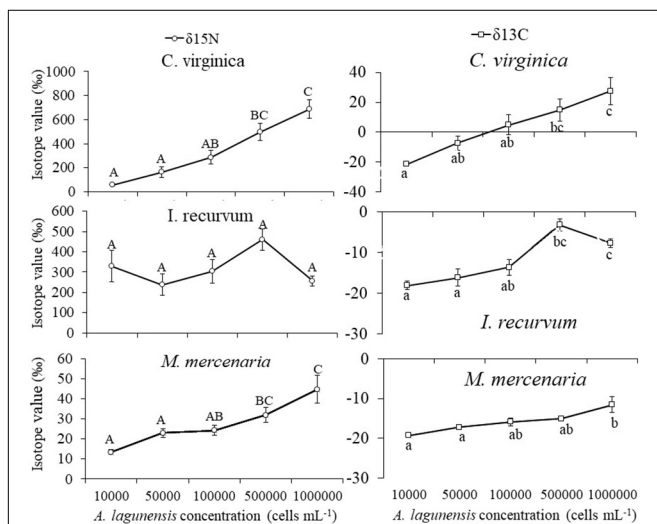 δ15N
C. virginica
Isotope value (‰)
1000
800
600
400
200
0
A
A
AB
BC
C
δ13C
C. virginica
40
20
0
-20
-40
a
ab
ab
bc
c
I. recurvum
Isotope value (‰)
600
500
400
300
200
100
0
A
A
A
A
A
0
-10
-20
-30
a
a
ab
bc
c
I. recurvum
M. mercenaria
Isotope value (‰)
60
50
40
30
20
10
0
A
A
AB
BC
C
10000 50000 100000 500000 1000000
A. lagunensis concentration (cells mL-1)
M. mercenaria
0
-10
-20
-30
a
a
ab
ab
b
10000 50000 100000 500000 1000000
A. lagunensis concentration (cells mL-1)